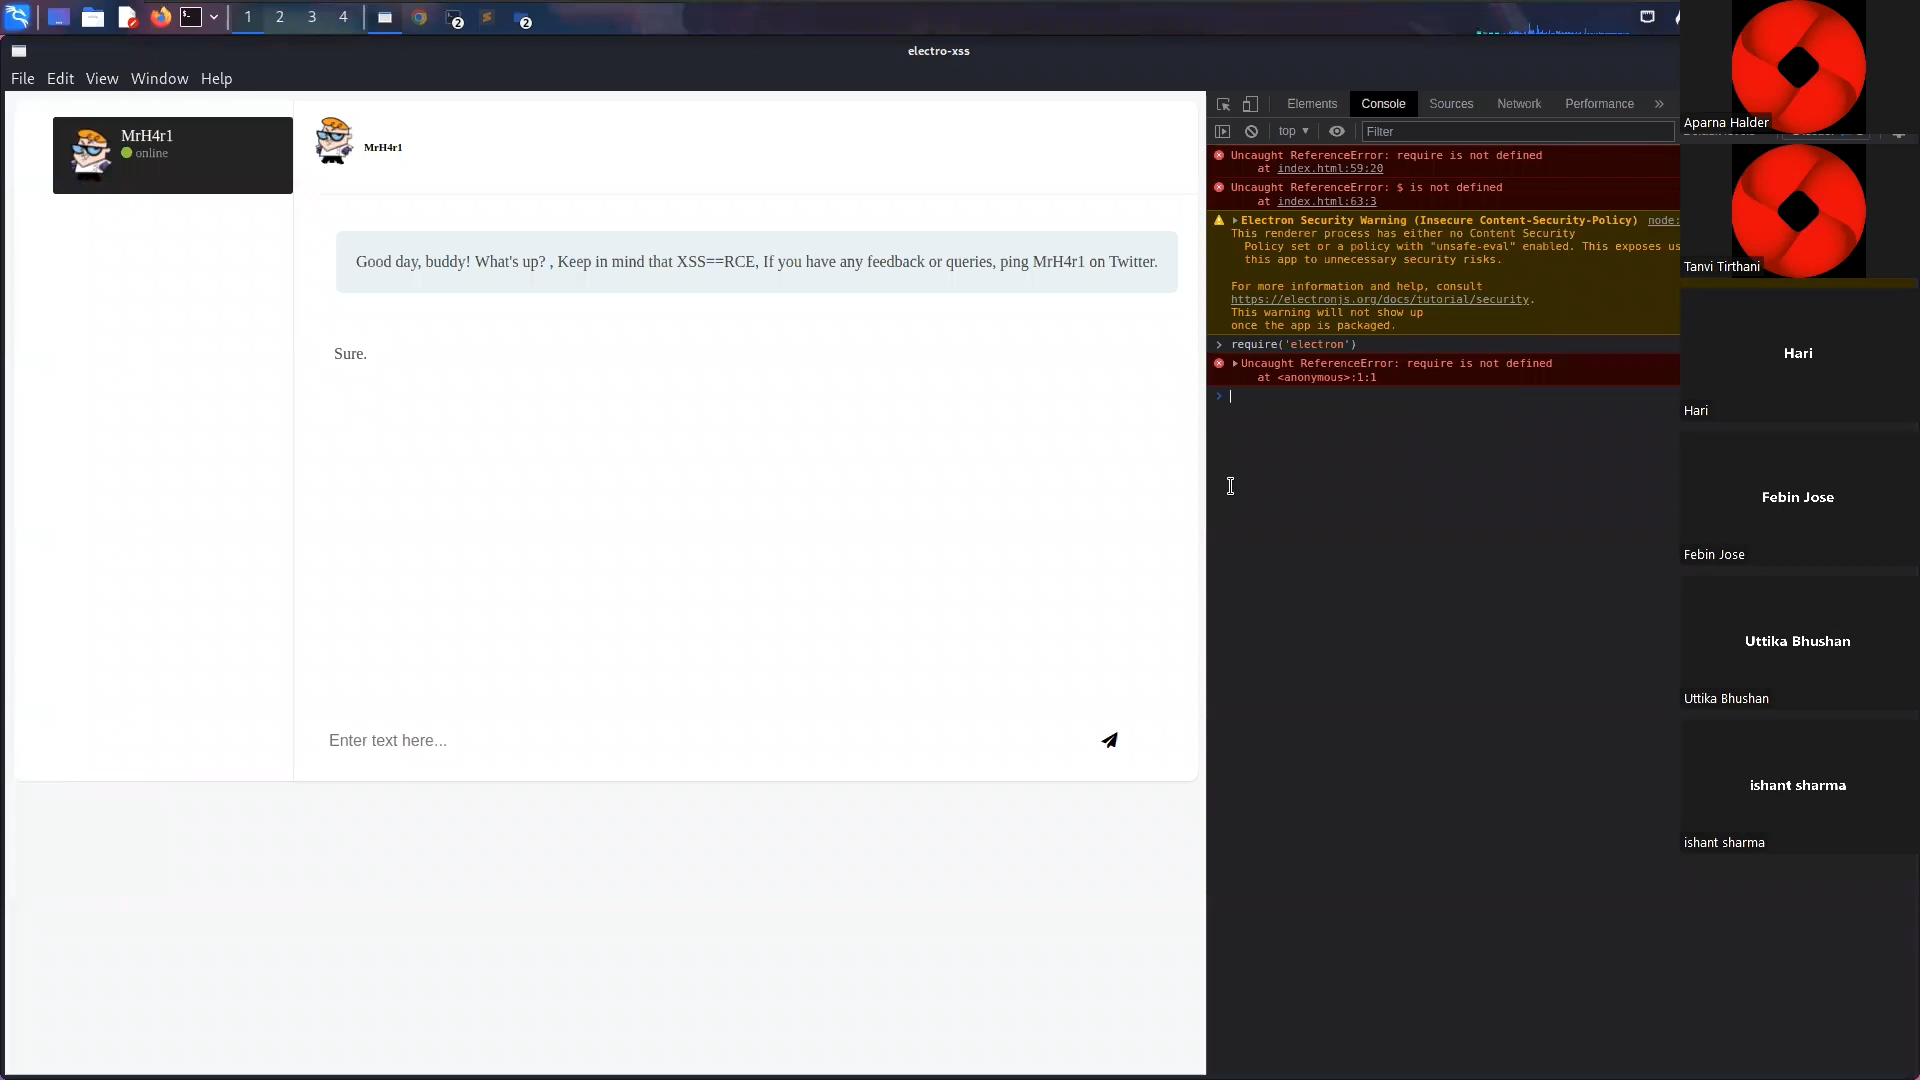 1 2 3 4 2 2
electro-xss
File Edit View Window Help
MrH4r1
online
MrH4r1
Good day, buddy! What's up? , Keep in mind that XSS==RCE, If you have any feedback or queries, ping MrH4r1 on Twitter.
Sure.
Enter text here...
Elements Console Sources Network Performance »
top ▼ Filter
Uncaught ReferenceError: require is not defined
at index.html:59:20
Uncaught ReferenceError: $ is not defined
at index.html:63:3
Electron Security Warning (Insecure Content-Security-Policy) node:
This renderer process has either no Content Security
Policy set or a policy with "unsafe-eval" enabled. This exposes us
this app to unnecessary security risks.
For more information and help, consult
https://electronjs.org/docs/tutorial/security.
This warning will not show up
once the app is packaged.
> require('electron')
Uncaught ReferenceError: require is not defined
at <anonymous>:1:1
>
Aparna Halder
Tanvi Tirthani
Hari
Hari
Febin Jose
Febin Jose
Uttika Bhushan
Uttika Bhushan
ishant sharma
ishant sharma